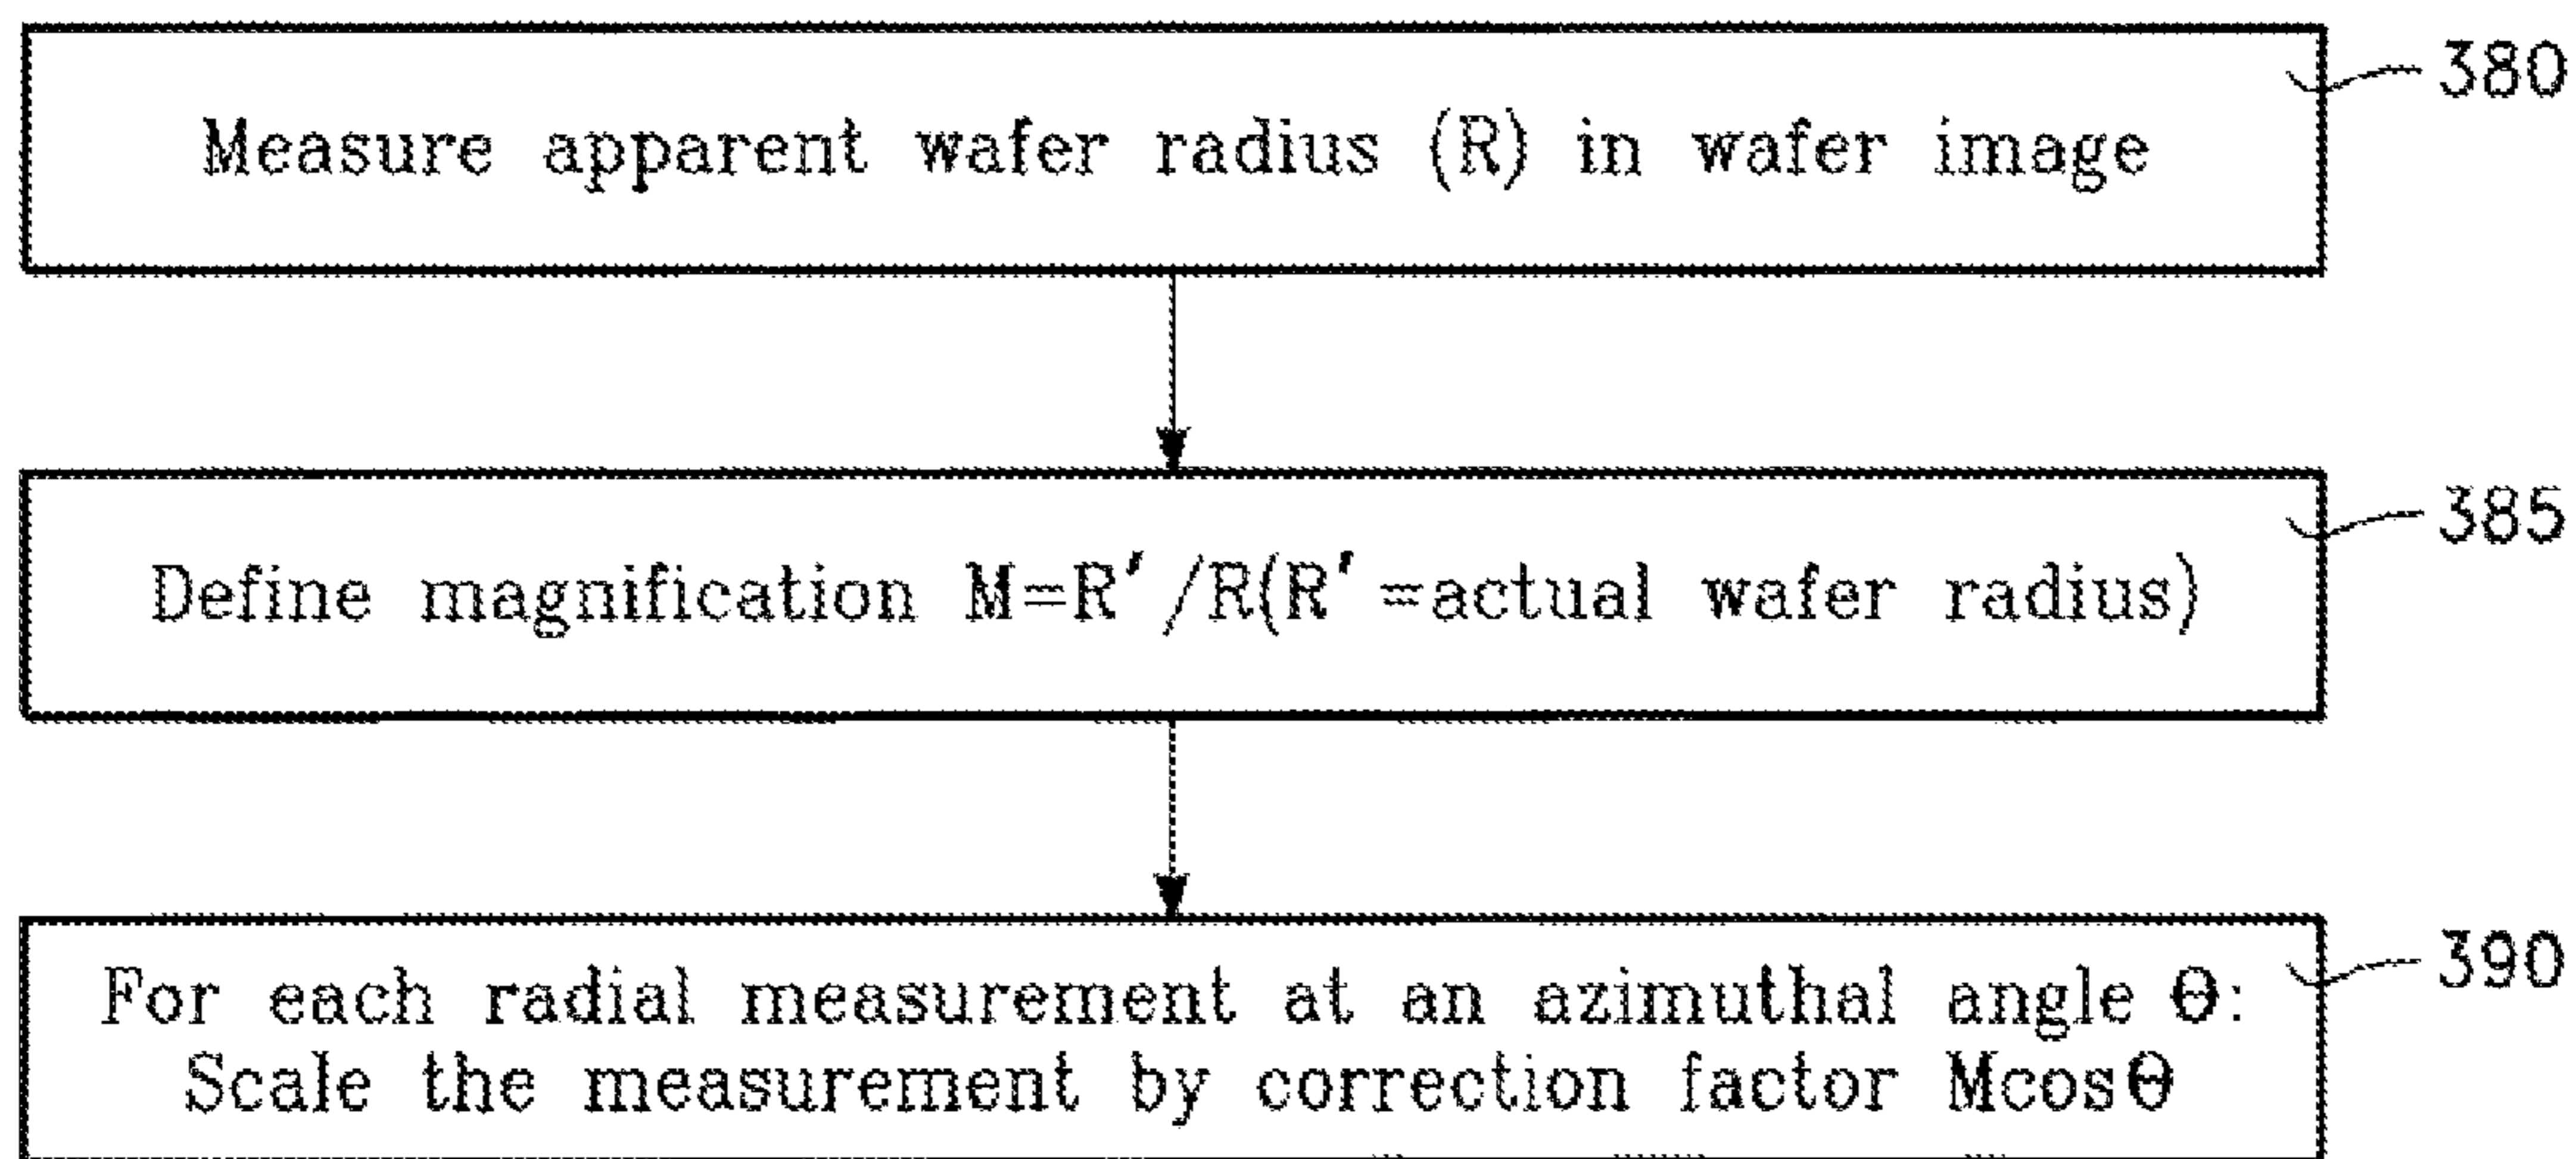 380
Measure apparent wafer radius (R) in wafer image
385
Define magnification M=R′/R(R′=actual wafer radius)
390
For each radial measurement at an azimuthal angle Θ:
Scale the measurement by correction factor McosΘ